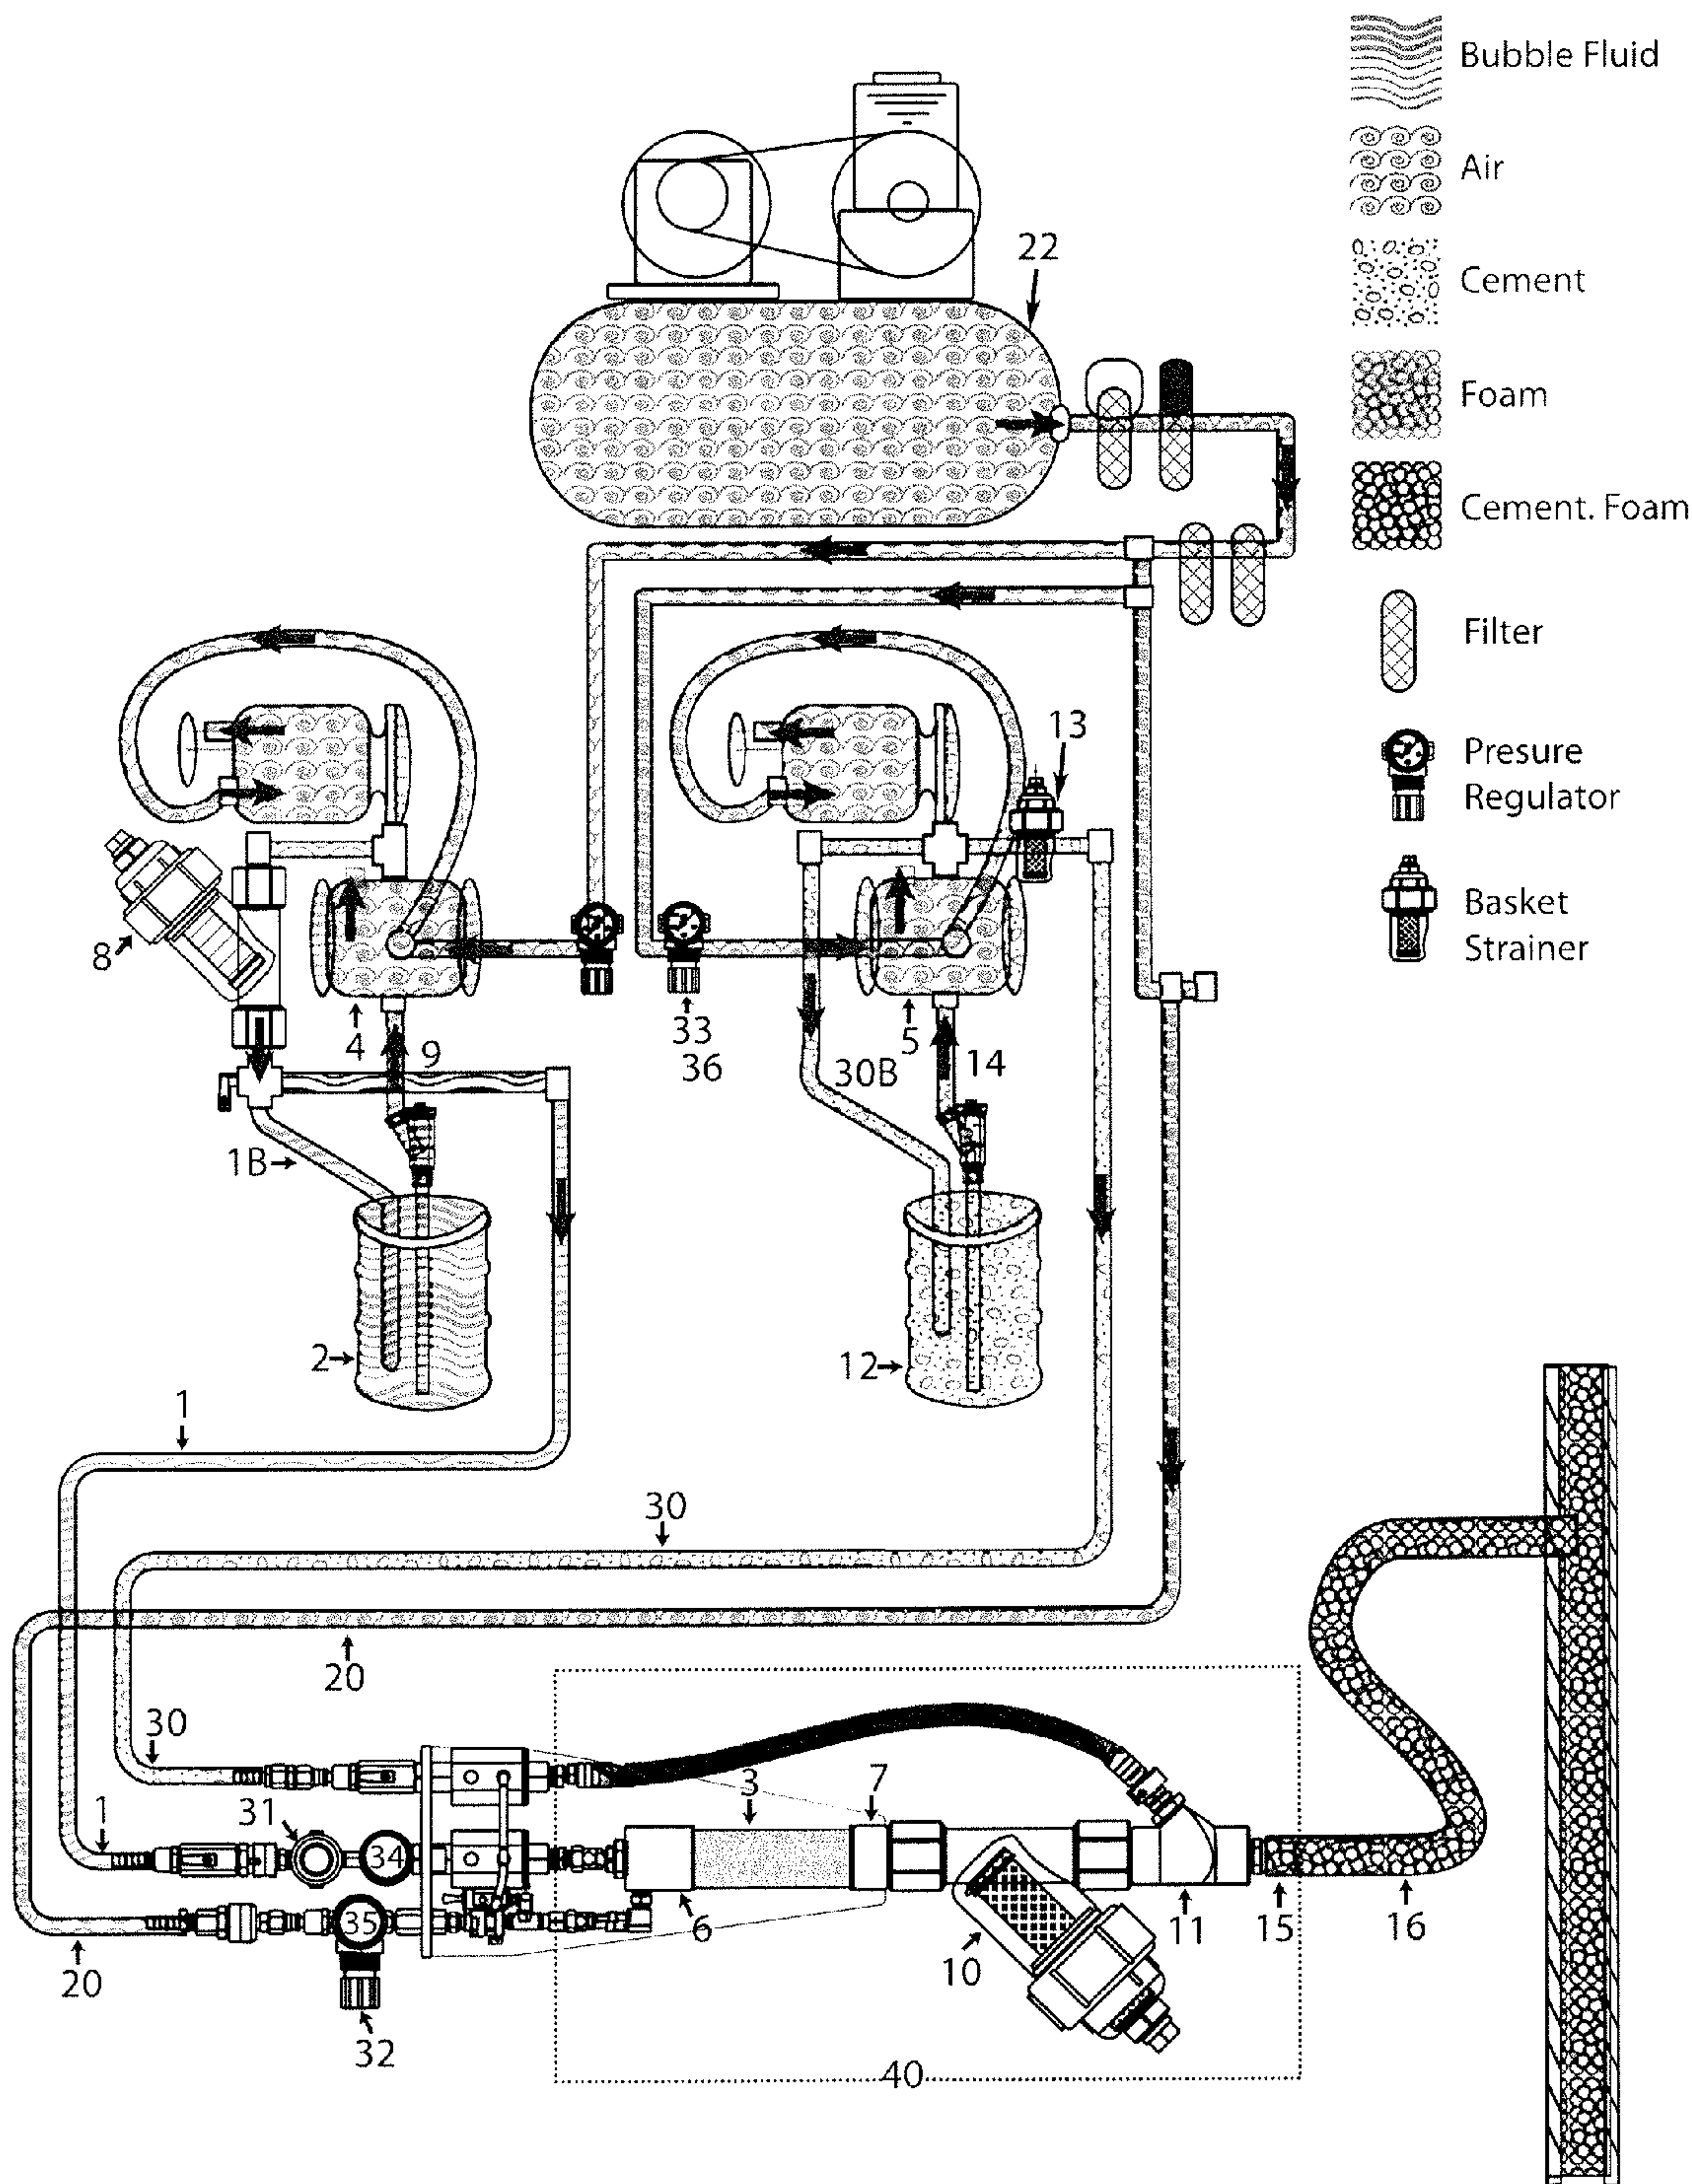 Bubble Fluid
Air
Cement
Foam
Cement. Foam
Filter
Presure
Regulator
Basket
Strainer
22
13
8
4
9
33
36
5
14
30B
1B
2
12
1
30
20
30
1
31
34
35
32
20
3
7
6
10
11
15
16
40